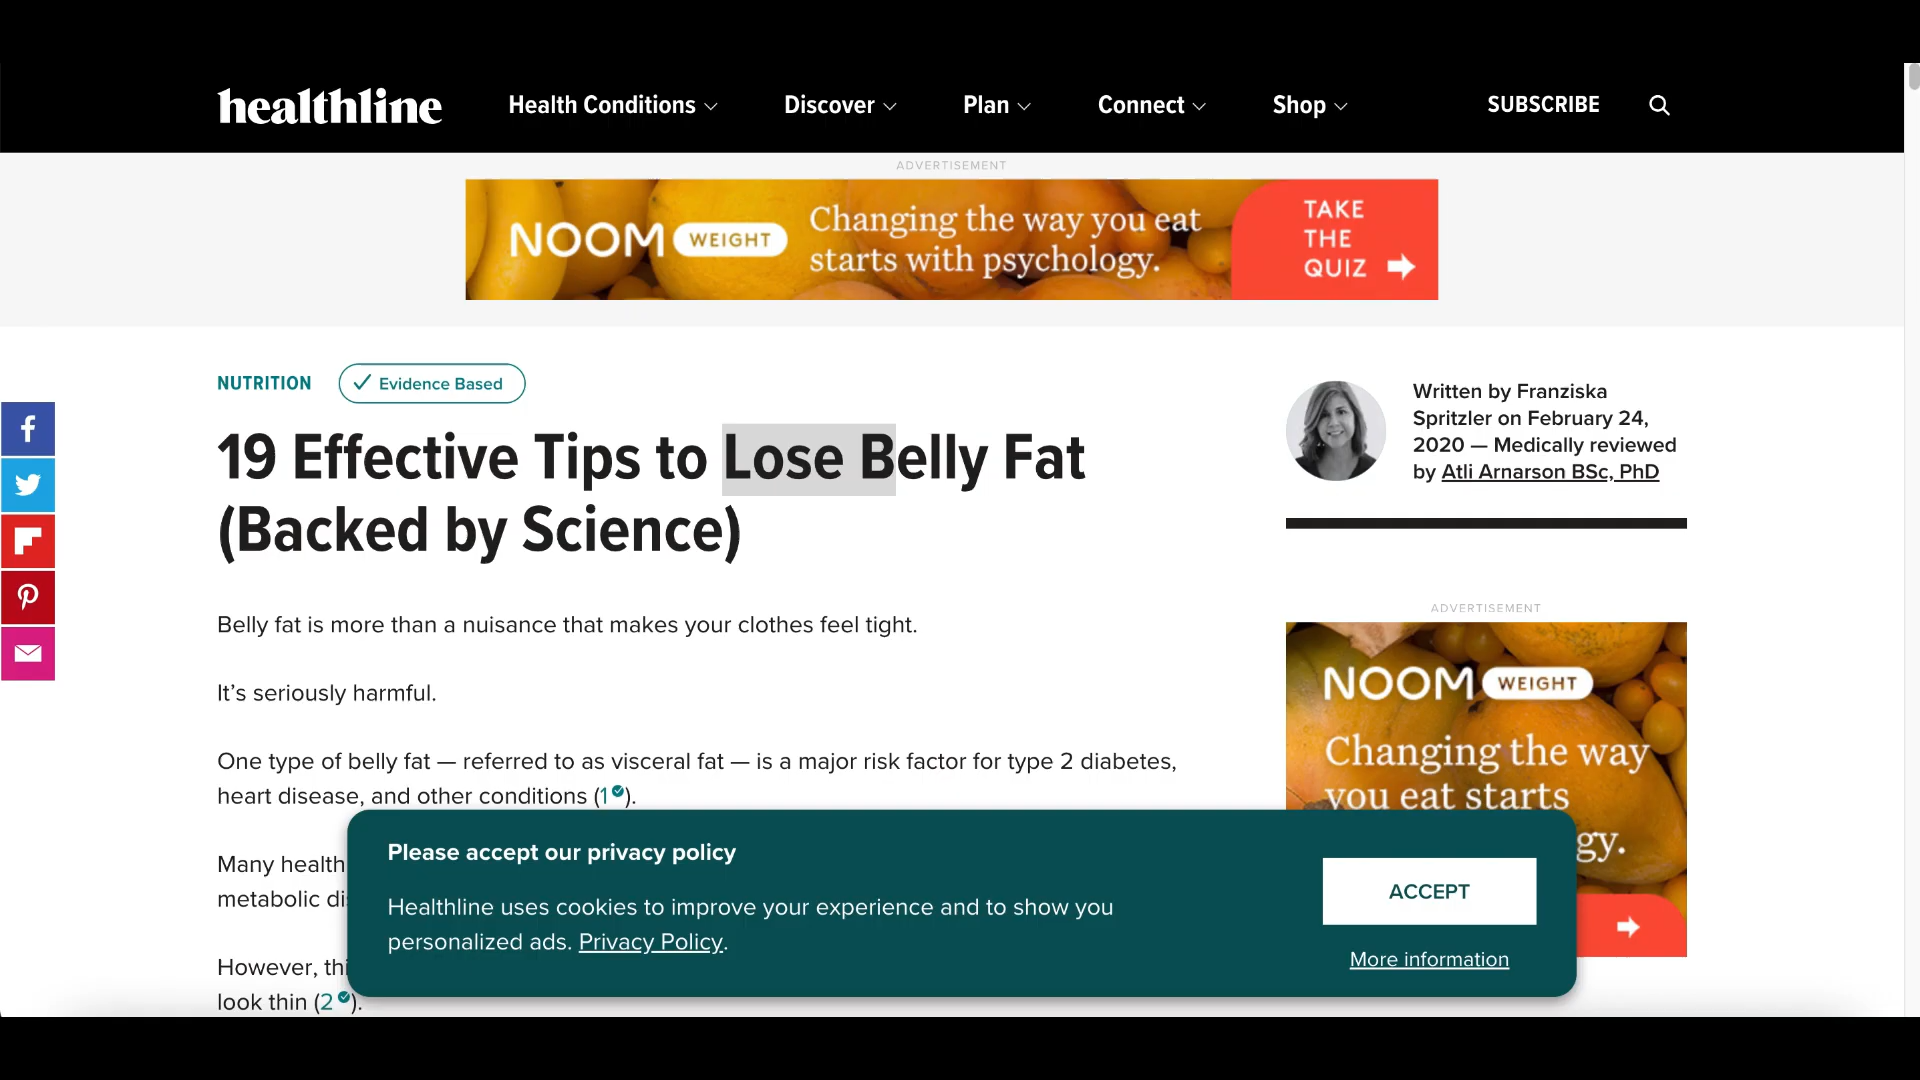 healthline
Health Conditions
Discover
Plan
Connect
Shop
SUBSCRIBE
ADVERTISEMENT
NOOM WEIGHT
Changing the way you eat
starts with psychology.
TAKE
THE
QUIZ
NUTRITION
Evidence Based
19 Effective Tips to Lose Belly Fat
(Backed by Science)
Written by Franziska
Spritzler on February 24,
2020 — Medically reviewed
by Atli Arnarson BSc, PhD
Belly fat is more than a nuisance that makes your clothes feel tight.
It’s seriously harmful.
One type of belly fat — referred to as visceral fat — is a major risk factor for type 2 diabetes,
heart disease, and other conditions (1).
Many health
metabolic
However,
look thin (2).
ADVERTISEMENT
NOOM WEIGHT
Changing the way
you eat starts
gy.
Please accept our privacy policy
Healthline uses cookies to improve your experience and to show you
personalized ads. Privacy Policy.
ACCEPT
More information